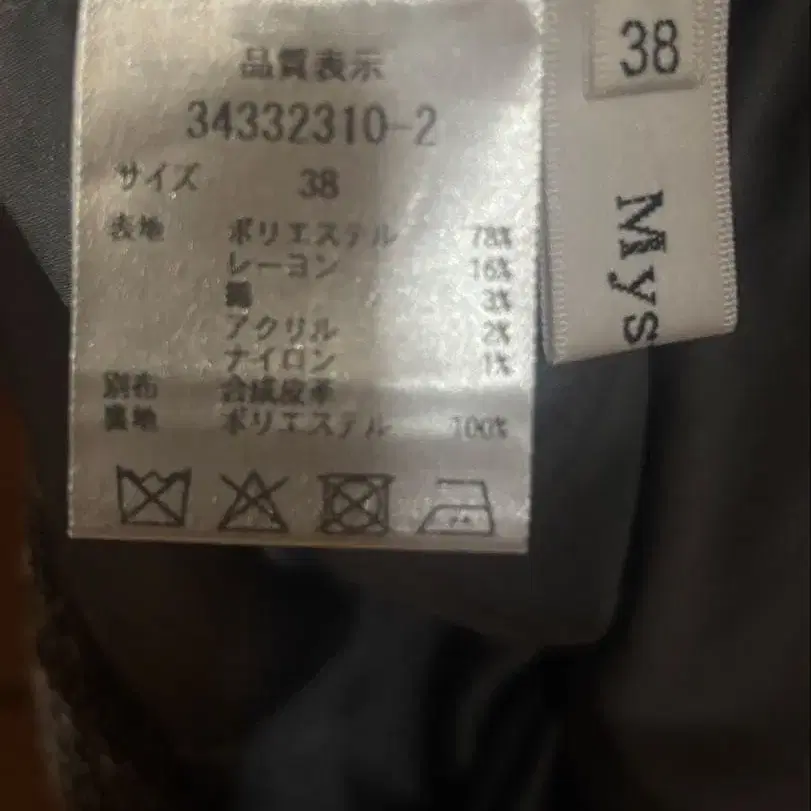 品質表示
34332310-2
サイズ 38
表地 ポリエステル 78%
レーヨン 16%
綿 3%
アクリル 2%
ナイロン 1%
別布 合成皮革
裏地 ポリエステル 100%
38
Mys